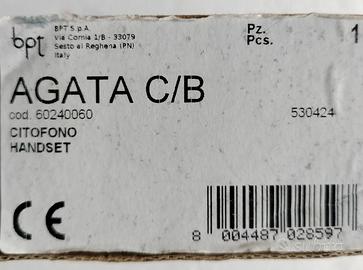 bpt
BPT S.p.A.
Via Cornia 1/B - 33079
Sesto al Reghena (PN)
Italy
Pz.
Pcs.
1
AGATA C/B
cod. 60240060
530424
CITOFONO
HANDSET
CE
8 004487 028597